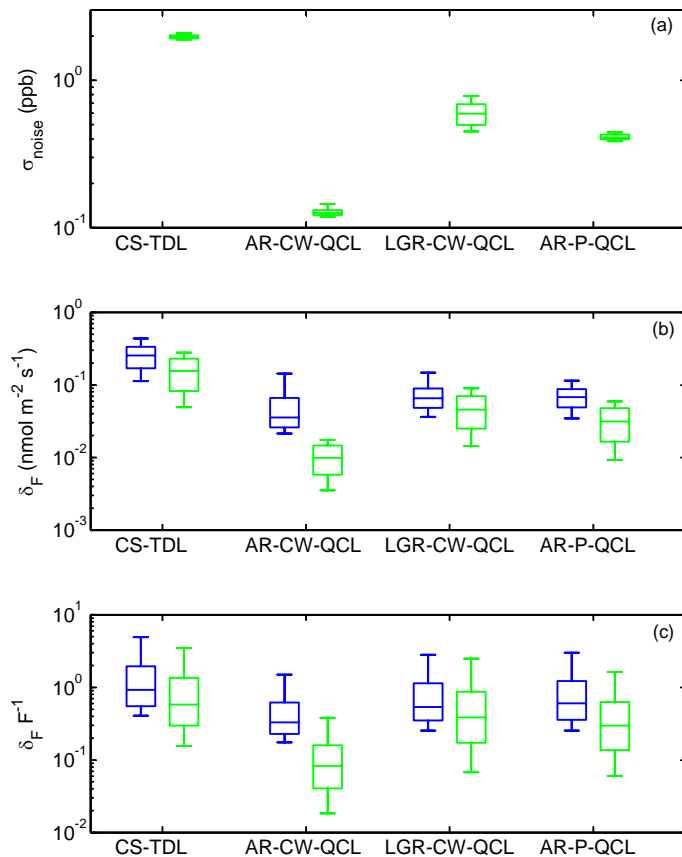 (a)
10⁰
10⁻¹
σnoise (ppb)
CS-TDL AR-CW-QCL LGR-CW-QCL AR-P-QCL
(b)
10⁰
10⁻¹
10⁻²
10⁻³
δF (nmol m⁻² s⁻¹)
CS-TDL AR-CW-QCL LGR-CW-QCL AR-P-QCL
(c)
10¹
10⁰
10⁻¹
10⁻²
δF F⁻¹
CS-TDL AR-CW-QCL LGR-CW-QCL AR-P-QCL